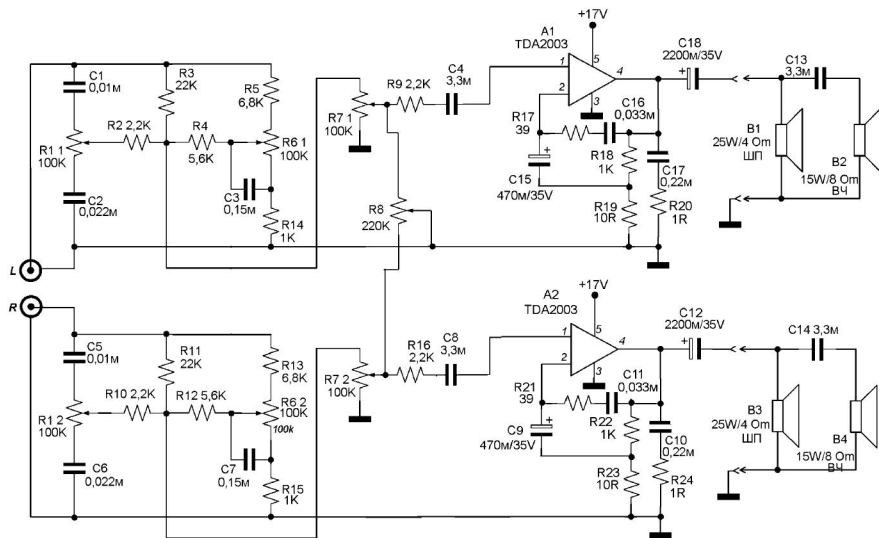 +17V
A1
TDA2003
C18
2200м/35V
C1
0,01м
R3
22K
R5
6,8K
C4
3,3м
R9 2,2K
1
5
4
2
3
+
C13
3,3м
R7 1
100K
R17
39
C16
0,033м
R1 1
100K
R2 2,2K
R4
5,6K
R6 1
100K
R18
1K
B1
25W/4 Om
ШП
B2
15W/8 Om
ВЧ
C17
0,22м
+
C15
470м/35V
C2
0,022м
C3
0,15м
R8
220K
R14
1K
R19
10R
R20
1R
L
R
+17V
A2
TDA2003
C12
2200м/35V
C5
0,01м
R11
22K
R13
6,8K
R16
2,2K
C8
3,3м
1
5
4
2
3
+
C14 3,3м
R7 2
100K
R10 2,2K
R12 5,6K
R6 2
100K
100k
R1 2
100K
R21
39
C11
0,033м
R22
1K
B3
25W/4 Om
ШП
B4
15W/8 Om
ВЧ
+
C9
470м/35V
C10
0,22м
C6
0,022м
C7
0,15м
R15
1K
R23
10R
R24
1R